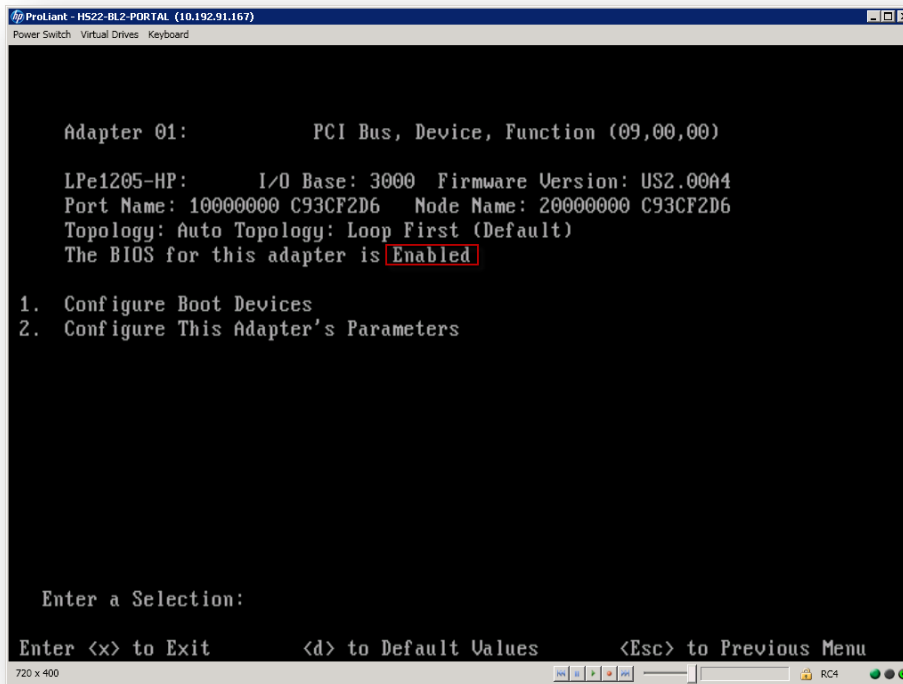 ProLiant - HS22-BL2-PORTAL (10.192.91.167)
Power Switch Virtual Drives Keyboard
Adapter 01: PCI Bus, Device, Function (09,00,00)
LPe1205-HP: I/O Base: 3000 Firmware Version: US2.00A4
Port Name: 10000000 C93CF2D6 Node Name: 20000000 C93CF2D6
Topology: Auto Topology: Loop First (Default)
The BIOS for this adapter is Enabled
1. Configure Boot Devices
2. Configure This Adapter's Parameters
Enter a Selection:
Enter <x> to Exit <d> to Default Values <Esc> to Previous Menu
720 x 400 RC4